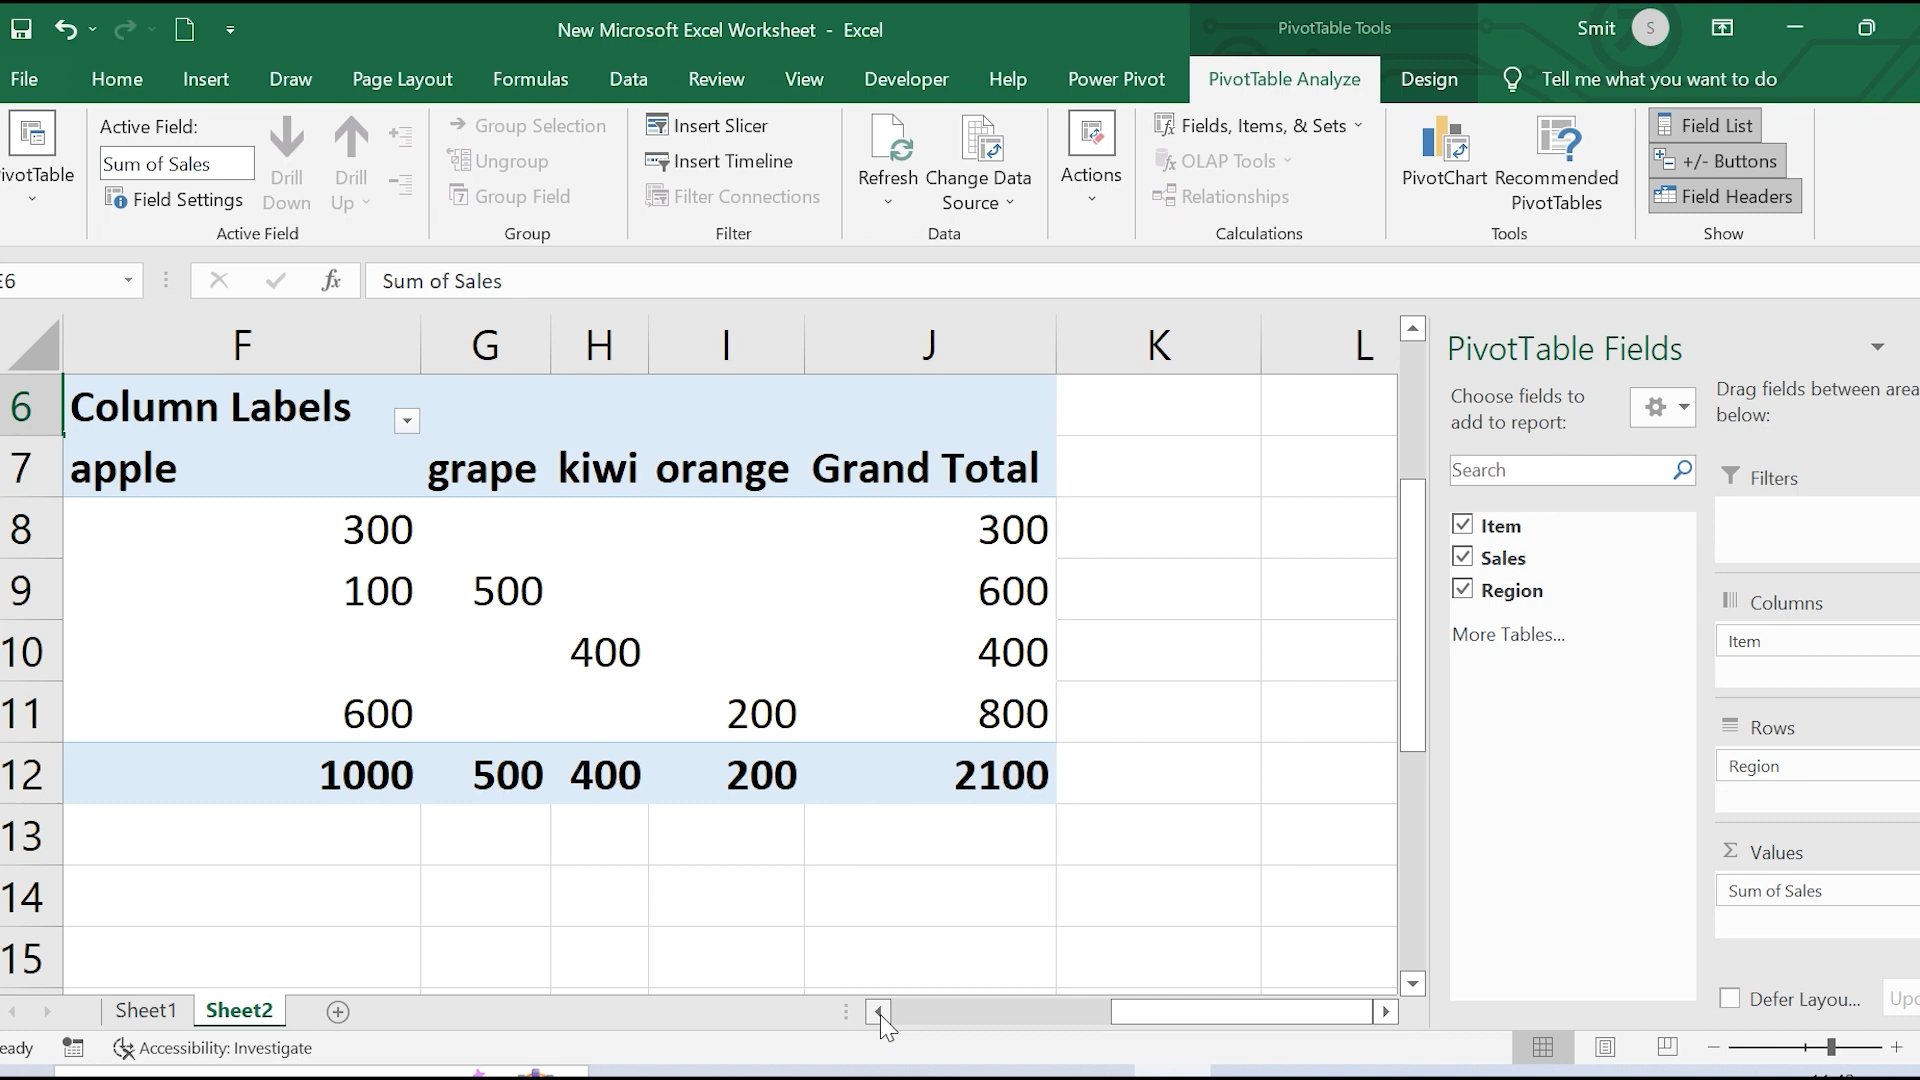 New Microsoft Excel Worksheet - Excel
PivotTable Tools
Smit
S
File
Home
Insert
Draw
Page Layout
Formulas
Data
Review
View
Developer
Help
Power Pivot
PivotTable Analyze
Design
Tell me what you want to do
ivotTable
Active Field:
Sum of Sales
Field Settings
Drill
Down
Drill
Up
Active Field
Group Selection
Ungroup
Group Field
Group
Insert Slicer
Insert Timeline
Filter Connections
Filter
Refresh
Change Data
Source
Data
Actions
Fields, Items, & Sets
OLAP Tools
Relationships
Calculations
PivotChart
Recommended
PivotTables
Tools
Field List
+/- Buttons
Field Headers
Show
E6
fx
Sum of Sales
F G H I J K L
6 Column Labels
7 apple grape kiwi orange Grand Total
8 300 300
9 100 500 600
10 400 400
11 600 200 800
12 1000 500 400 200 2100
13
14
15
PivotTable Fields
Choose fields to
add to report:
Search
Item
Sales
Region
More Tables...
Drag fields between area
below:
Filters
Columns
Item
Rows
Region
Σ Values
Sum of Sales
Defer Layou...
Upd
Sheet1
Sheet2
eady
Accessibility: Investigate